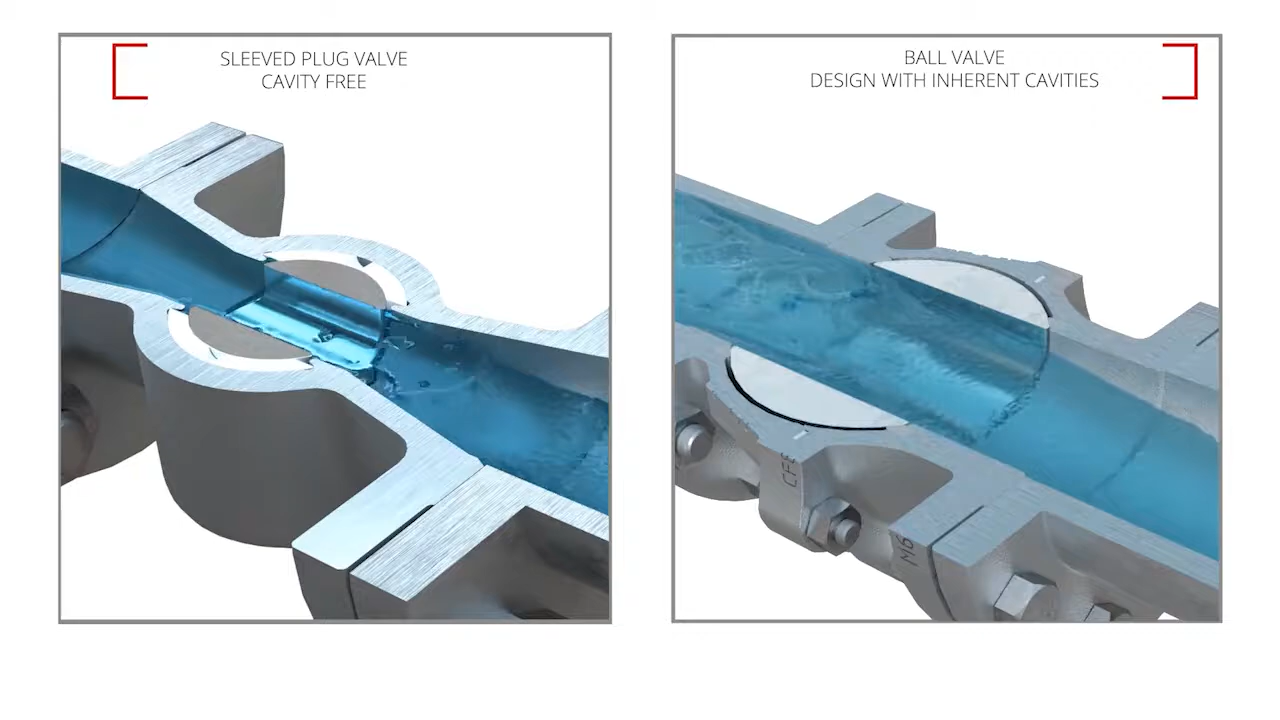 SLEEVED PLUG VALVE
CAVITY FREE
BALL VALVE
DESIGN WITH INHERENT CAVITIES